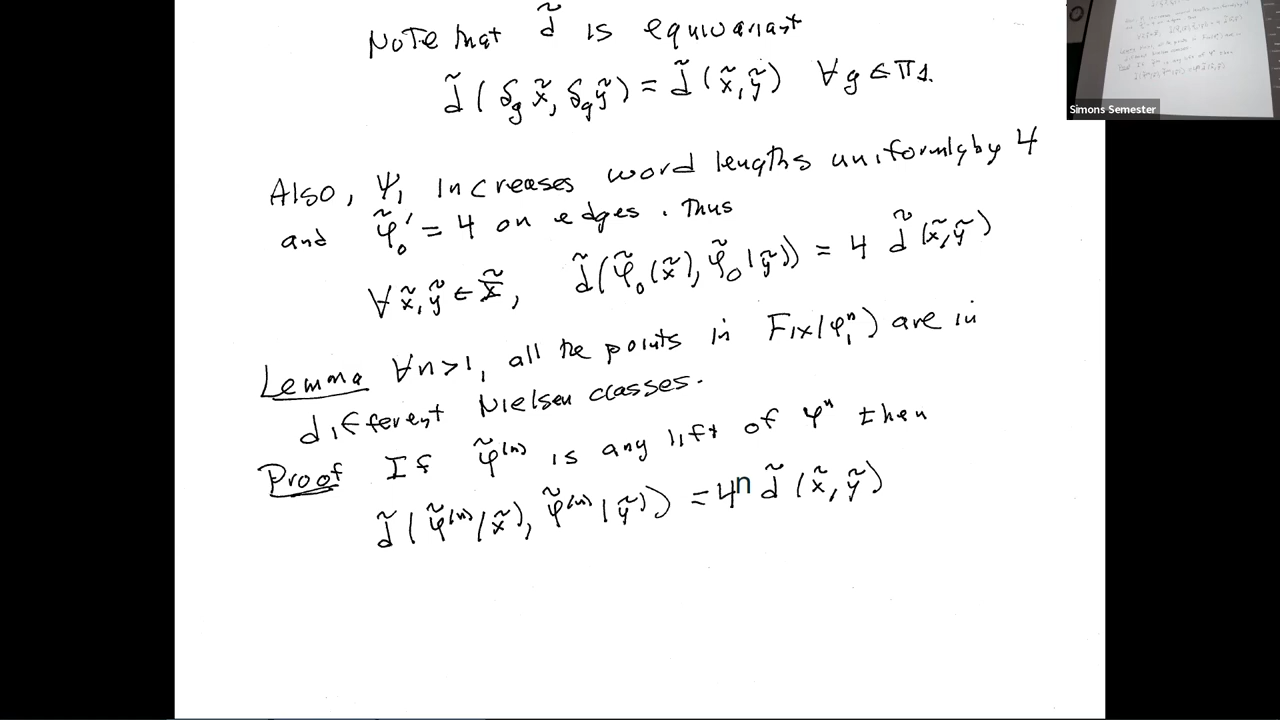 Note that d̃ is equivariant
d̃(δ_g x̃, δ_g ỹ) = d̃(x̃, ỹ) ∀g ∈ π1.
Simons Semester
Also, Ψ₁ increases word lengths uniformly by 4
and φ̃₀' = 4 on edges. Thus
∀ x̃, ỹ ∈ X̃, d̃(φ̃₀(x̃), φ̃₀(ỹ)) = 4 d̃(x̃, ỹ)
Lemma ∀n>1, all the points in Fix(φ₁ⁿ) are in
different Nielsen classes.
Proof If φ̃⁽ⁿ⁾ is any lift of φⁿ then
d̃(φ̃⁽ⁿ⁾(x̃), φ̃⁽ⁿ⁾(ỹ)) = 4ⁿ d̃(x̃, ỹ)